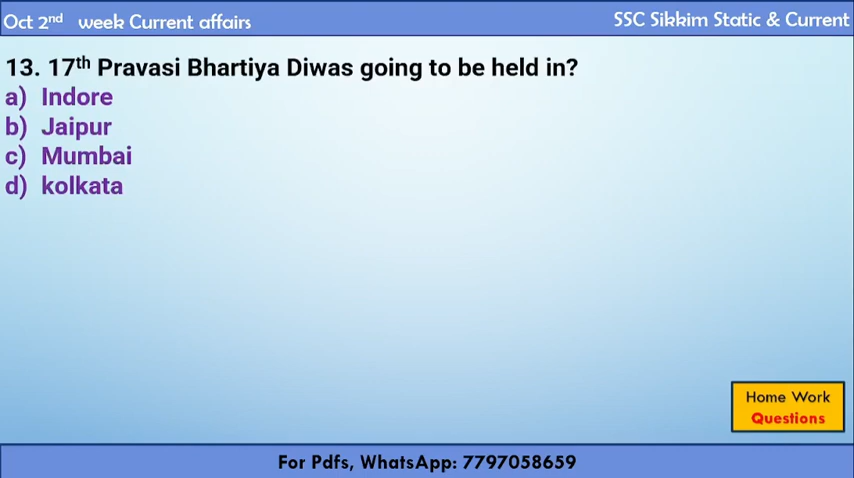 Oct 2nd week Current affairs
SSC Sikkim Static & Current
13. 17th Pravasi Bhartiya Diwas going to be held in?
a) Indore
b) Jaipur
c) Mumbai
d) kolkata
Home Work
Questions
For Pdfs, WhatsApp: 7797058659